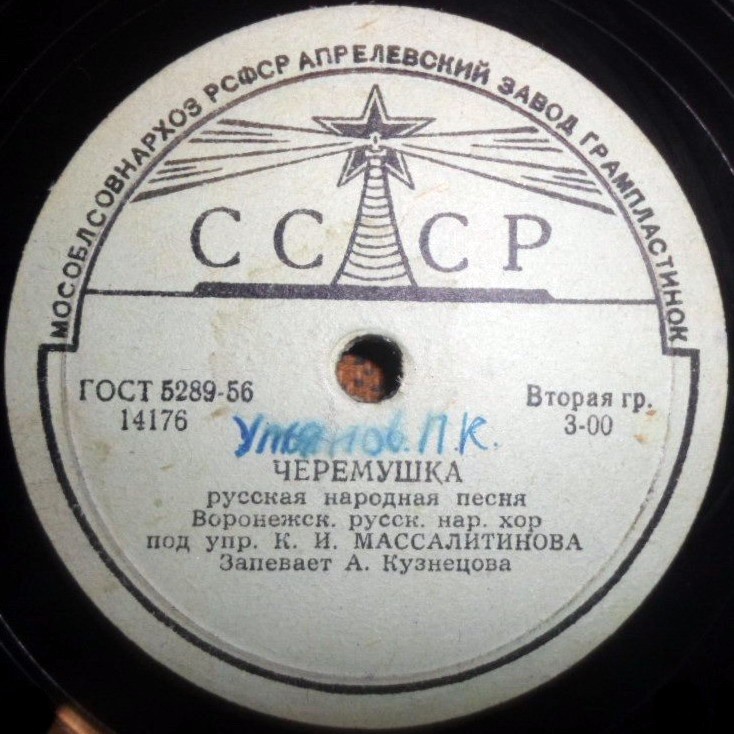 МОСОБЛСОВНАРХОЗ РСФСР АПРЕЛЕВСКИЙ ЗАВОД ГРАМПЛАСТИНОК
СССР
ГОСТ 5289-56
14176
Вторая гр.
3-00
Ульянов. П. К.
ЧЕРЕМУШКА
русская народная песня
Воронежск. русск. нар. хор
под упр. К. И. МАССАЛИТИНОВА
Запевает А. Кузнецова